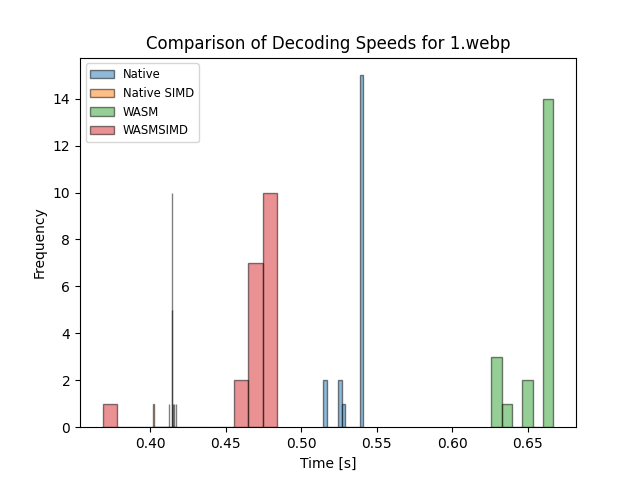 Comparison of Decoding Speeds for 1.webp
Native
Native SIMD
WASM
WASMSIMD
Frequency
14
12
10
8
6
4
2
0
0.40 0.45 0.50 0.55 0.60 0.65
Time [s]